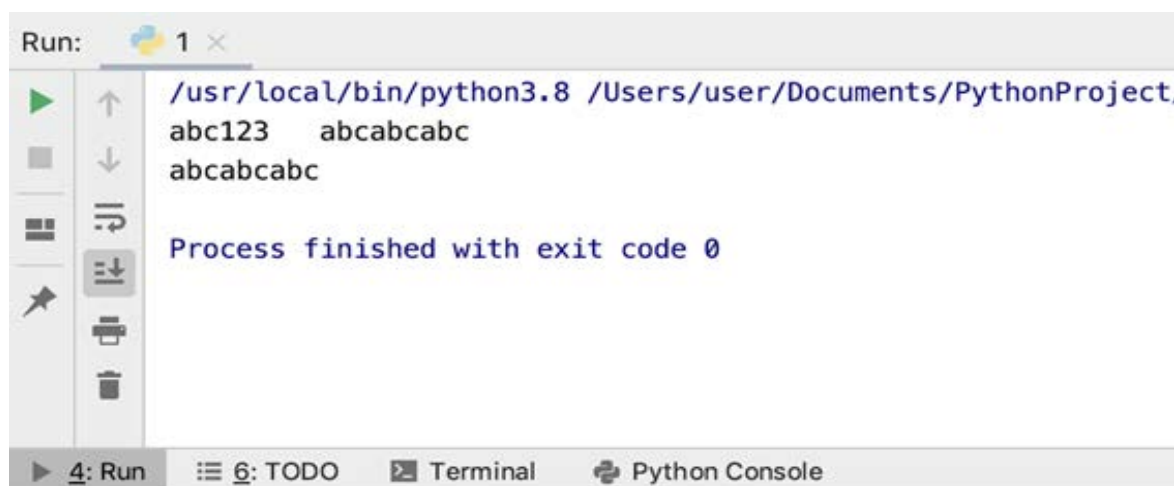 Run: 1
/usr/local/bin/python3.8 /Users/user/Documents/PythonProject/
abc123   abcabcabc
abcabcabc
Process finished with exit code 0
4: Run 6: TODO Terminal Python Console